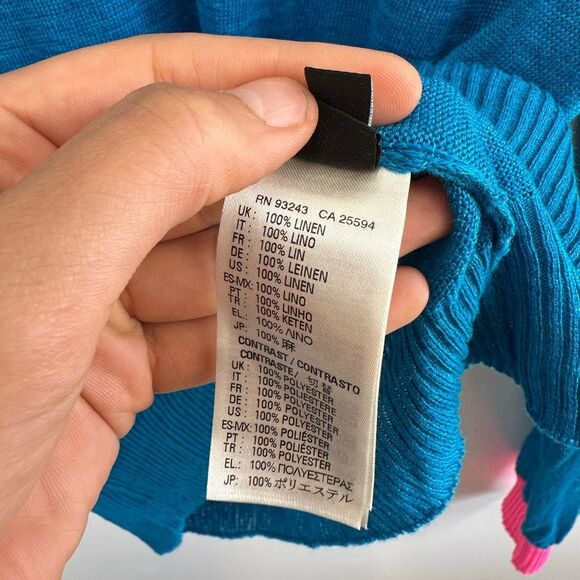 RN 93243 CA 25594
UK: 100% LINEN
IT: 100% LINO
FR: 100% LIN
DE: 100% LEINEN
US: 100% LINEN
ES-MX: 100% LINO
PT: 100% LINHO
TR: 100% KETEN
EL: 100% ΛΙΝΟ
JP: 100% 麻
CONTRAST / CONTRASTO
CONTRASTE / 切替
UK: 100% POLYESTER
IT: 100% POLIESTERE
FR: 100% POLYESTER
DE: 100% POLYESTER
US: 100% POLYESTER
ES-MX: 100% POLIÉSTER
PT: 100% POLIÉSTER
TR: 100% POLYESTER
EL: 100% ΠΟΛΥΕΣΤΕΡΑΣ
JP: 100% ポリエステル